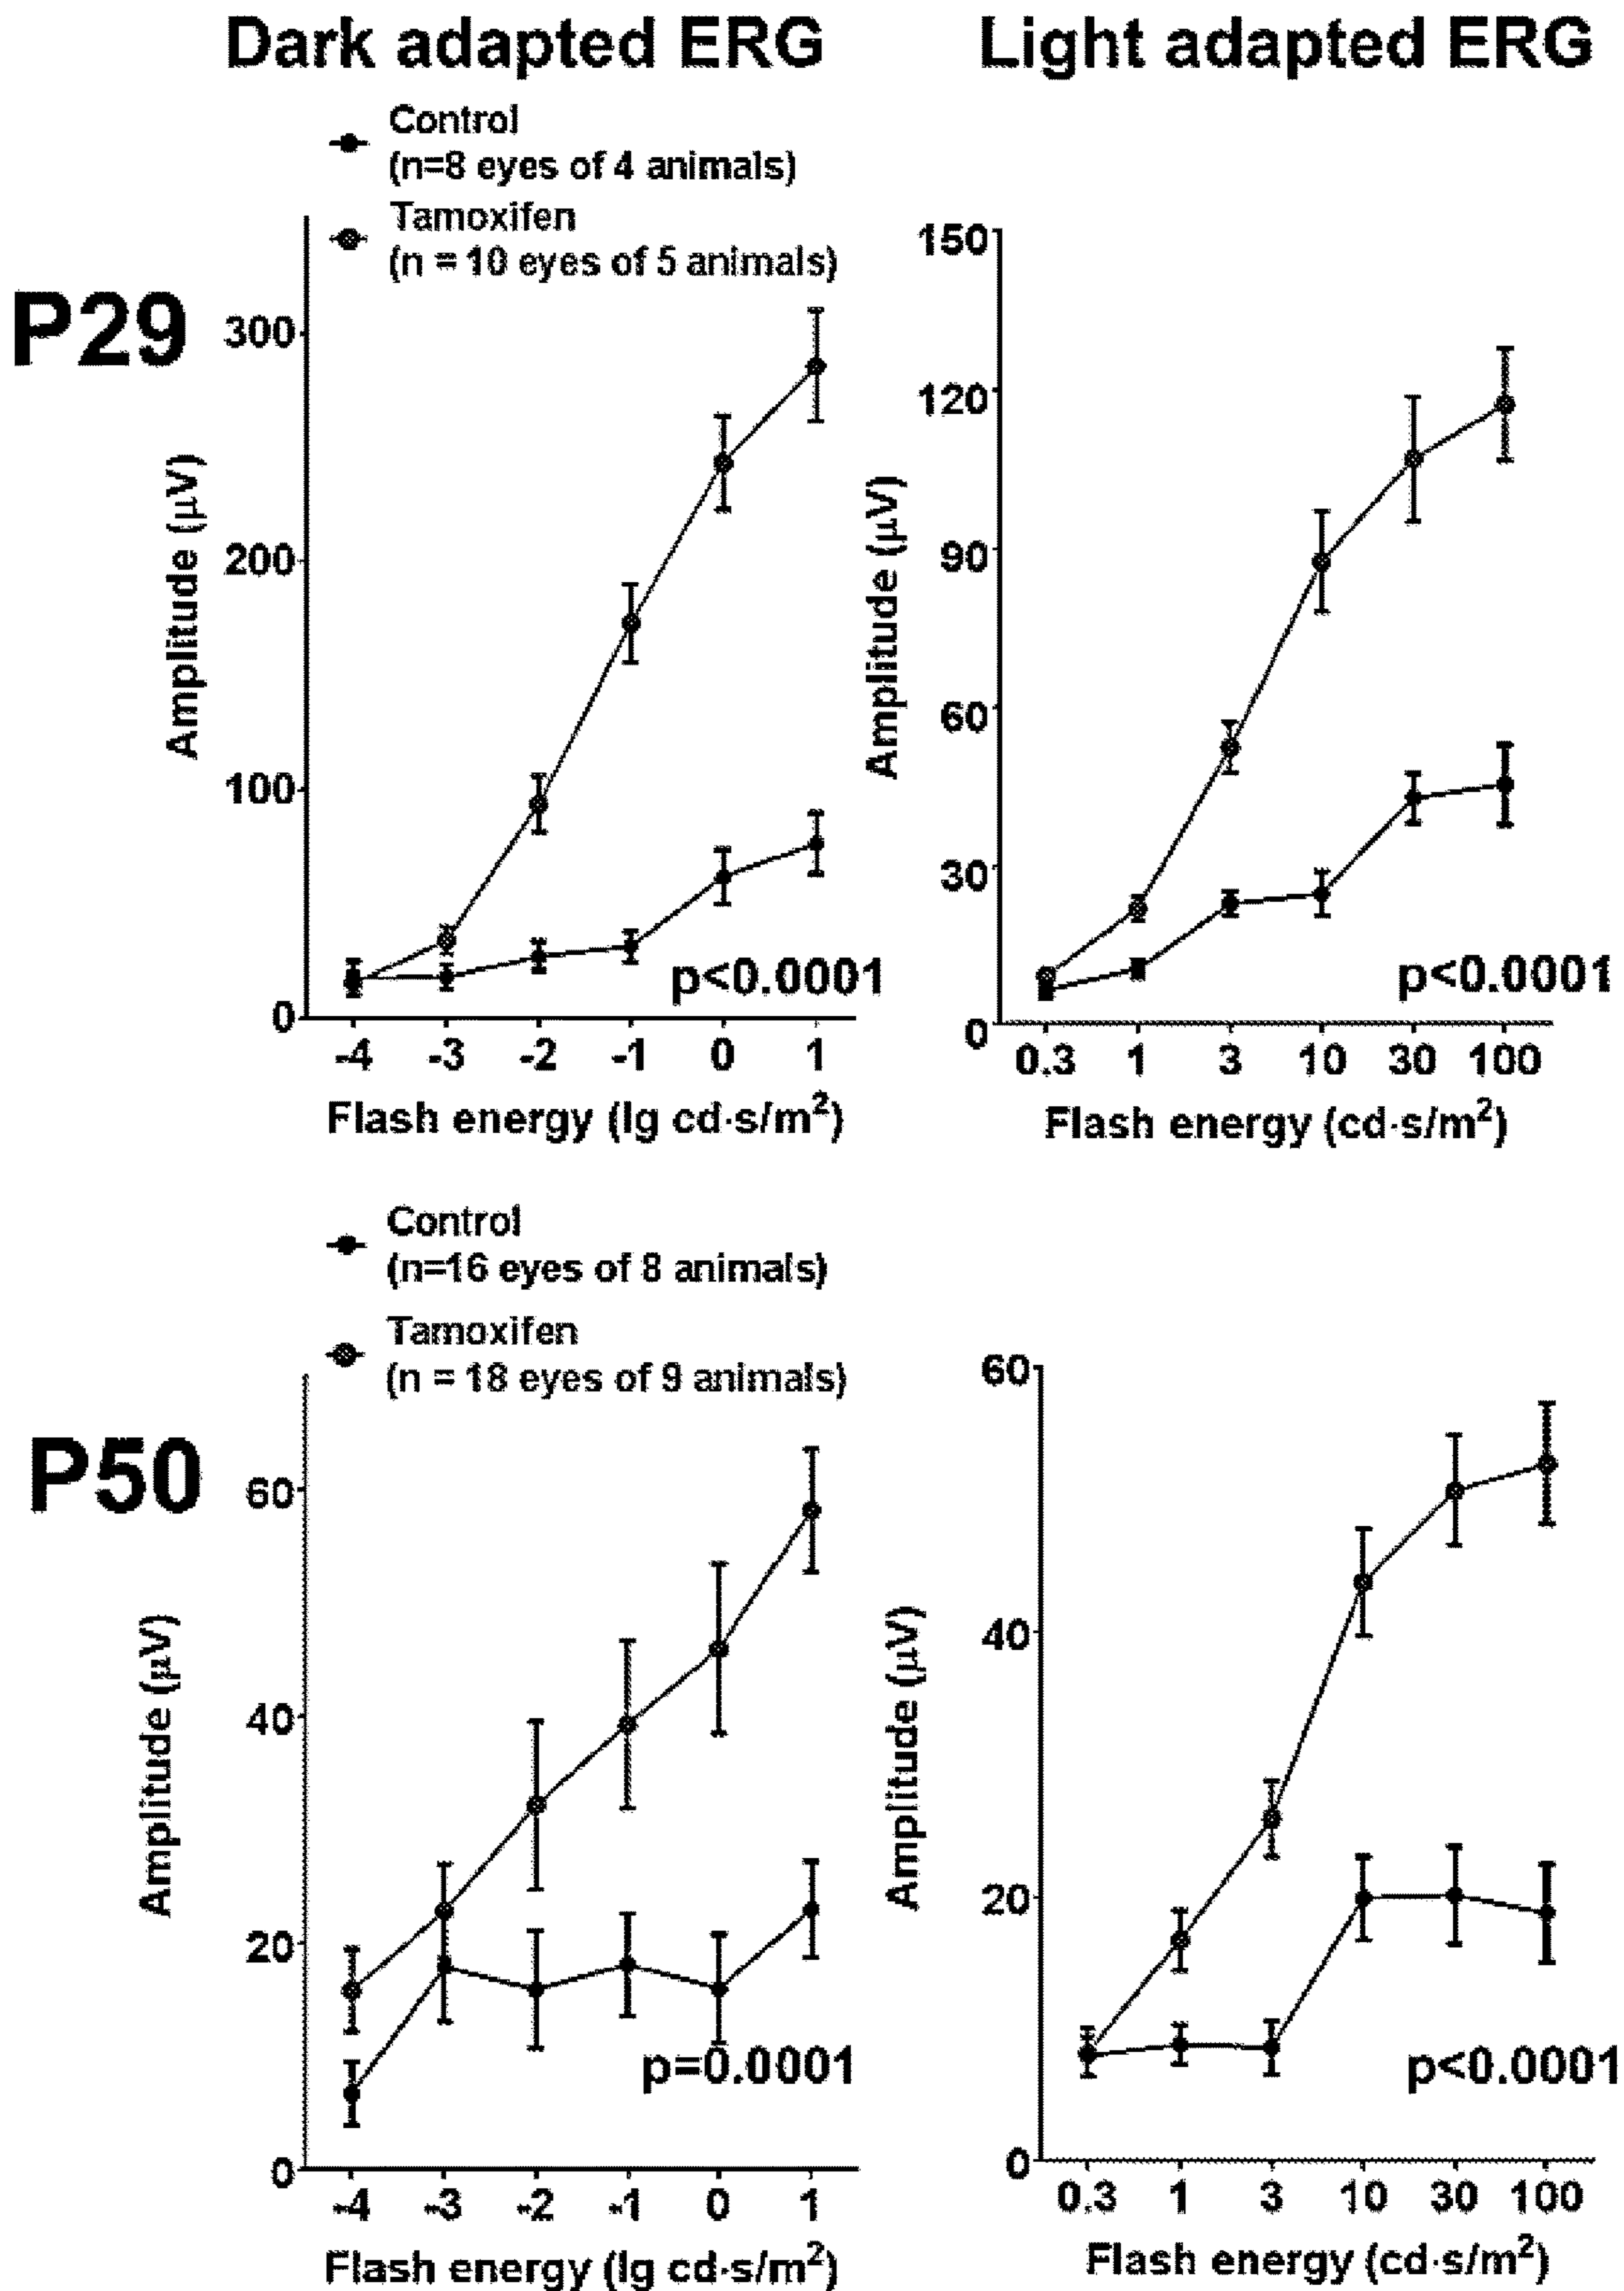 Dark adapted ERG
Light adapted ERG
Control
(n=8 eyes of 4 animals)
Tamoxifen
(n = 10 eyes of 5 animals)
P29
300
200
100
0
Amplitude (μV)
-4 -3 -2 -1 0 1
Flash energy (lg cd·s/m²)
p<0.0001
150
120
90
60
30
0
Amplitude (μV)
0.3 1 3 10 30 100
Flash energy (cd·s/m²)
p<0.0001
Control
(n=16 eyes of 8 animals)
Tamoxifen
(n = 18 eyes of 9 animals)
P50
60
40
20
0
Amplitude (μV)
-4 -3 -2 -1 0 1
Flash energy (lg cd·s/m²)
p=0.0001
60
40
20
0
Amplitude (μV)
0.3 1 3 10 30 100
Flash energy (cd·s/m²)
p<0.0001